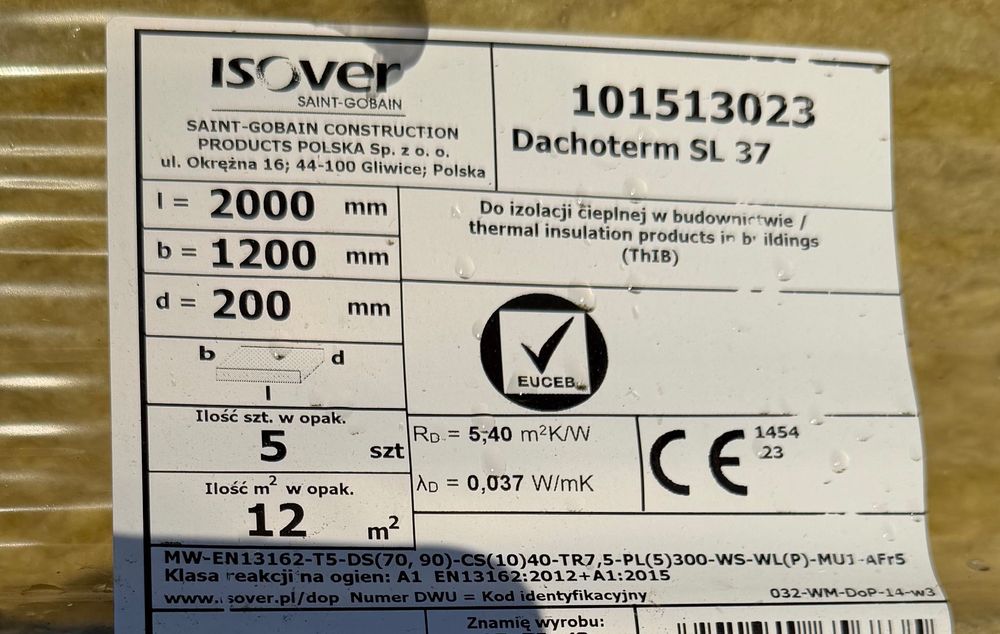 ISOVER
SAINT-GOBAIN
SAINT-GOBAIN CONSTRUCTION
PRODUCTS POLSKA Sp. z o. o.
ul. Okrężna 16; 44-100 Gliwice; Polska
101513023
Dachoterm SL 37
l = 2000 mm
b = 1200 mm
d = 200 mm
b d
l
Do izolacji cieplnej w budownictwie /
thermal insulation products in buildings
(ThIB)
EUCEB
Ilość szt. w opak.
5 szt
Ilość m² w opak.
12 m²
RD = 5,40 m²K/W
λD = 0,037 W/mK
CE 1454
23
MW-EN13162-T5-DS(70, 90)-CS(10)40-TR7,5-PL(5)300-WS-WL(P)-MU1-AFr5
Klasa reakcji na ogien: A1 EN13162:2012+A1:2015
www.isover.pl/dop Numer DWU = Kod identyfikacyjny
032-WM-DoP-14-w3
Znamię wyrobu: